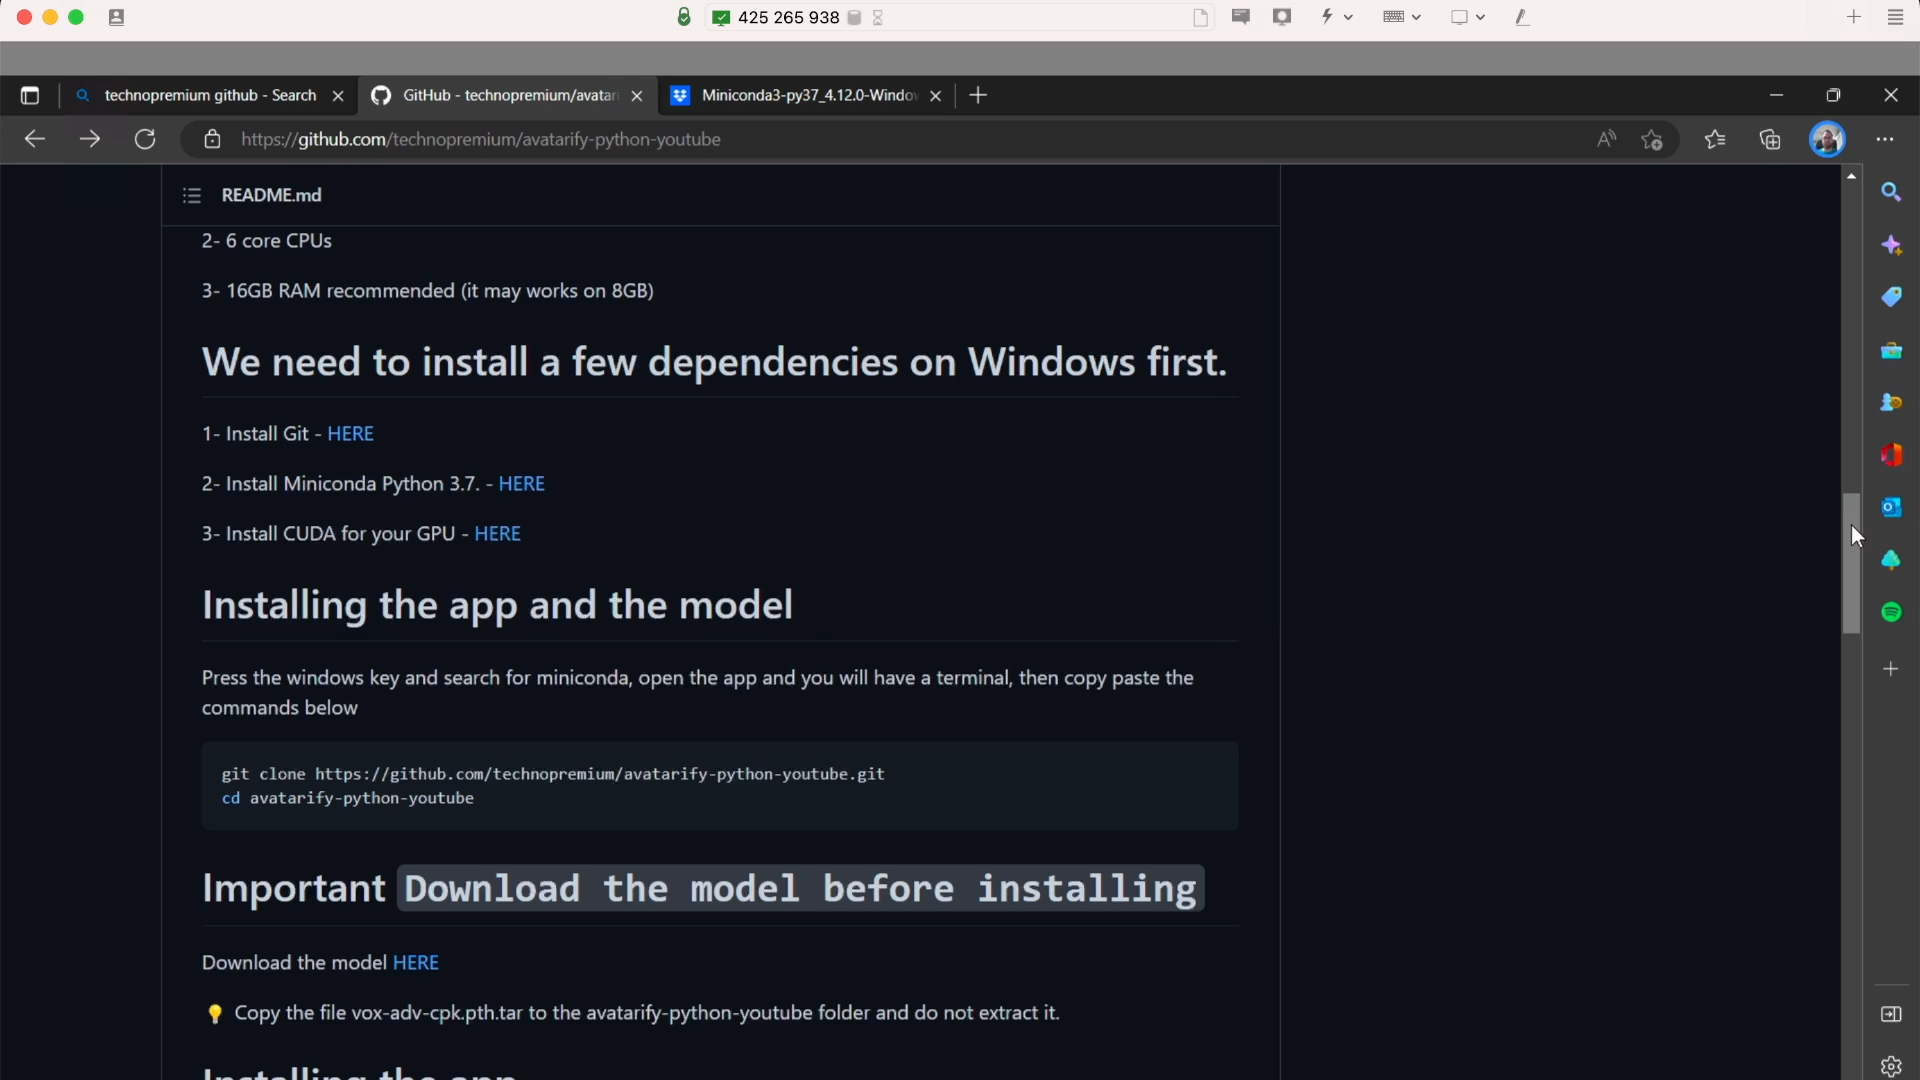 425 265 938
technopremium github - Search
GitHub - technopremium/avatari
Miniconda3-py37_4.12.0-Windo
https://github.com/technopremium/avatarify-python-youtube
README.md
2- 6 core CPUs
3- 16GB RAM recommended (it may works on 8GB)
We need to install a few dependencies on Windows first.
1- Install Git - HERE
2- Install Miniconda Python 3.7. - HERE
3- Install CUDA for your GPU - HERE
Installing the app and the model
Press the windows key and search for miniconda, open the app and you will have a terminal, then copy paste the
commands below
git clone https://github.com/technopremium/avatarify-python-youtube.git
cd avatarify-python-youtube
Important Download the model before installing
Download the model HERE
💡 Copy the file vox-adv-cpk.pth.tar to the avatarify-python-youtube folder and do not extract it.
Installing the app